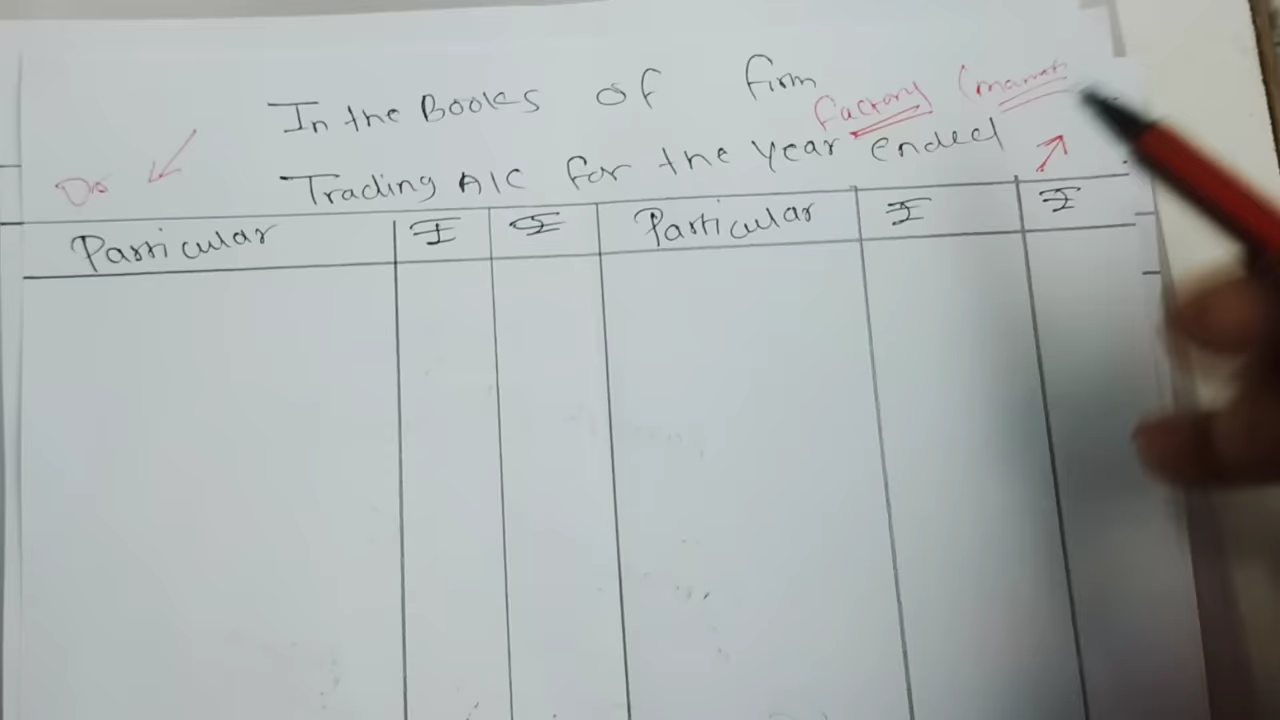 In the Books of firm
factory
Trading A/C for the year ended
Dr
Particular ₹ ₹ Particular ₹ ₹